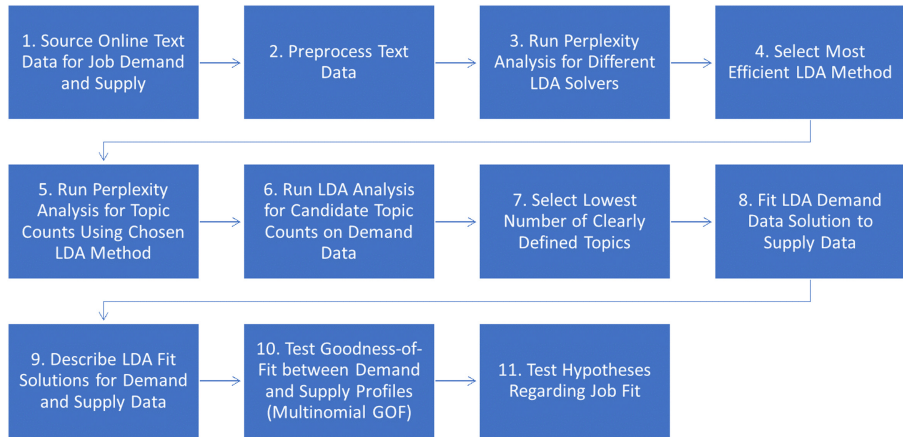 1. Source Online Text
Data for Job Demand
and Supply
2. Preprocess Text
Data
3. Run Perplexity
Analysis for Different
LDA Solvers
4. Select Most
Efficient LDA Method
5. Run Perplexity
Analysis for Topic
Counts Using Chosen
LDA Method
6. Run LDA Analysis
for Candidate Topic
Counts on Demand
Data
7. Select Lowest
Number of Clearly
Defined Topics
8. Fit LDA Demand
Data Solution to
Supply Data
9. Describe LDA Fit
Solutions for Demand
and Supply Data
10. Test Goodness-of-
Fit between Demand
and Supply Profiles
(Multinomial GOF)
11. Test Hypotheses
Regarding Job Fit